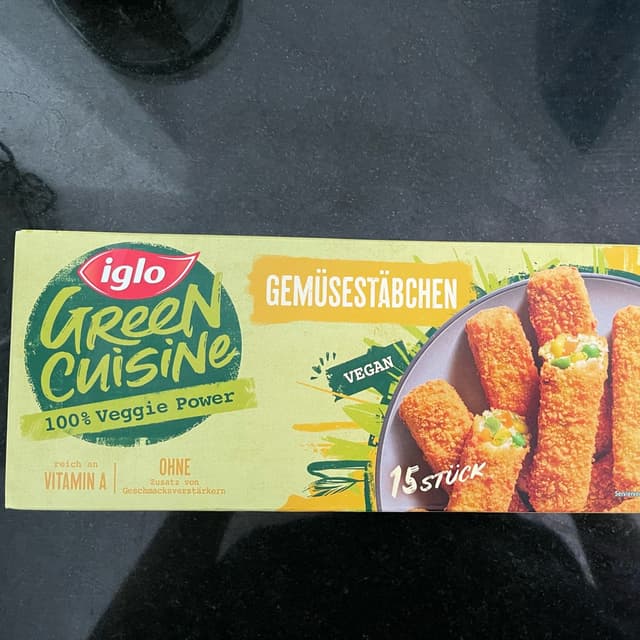 iglo
GREEN
CUISINE
100% Veggie Power
reich an
VITAMIN A
OHNE
Zusatz von
Geschmacksverstärkern
GEMÜSESTÄBCHEN
VEGAN
15 STÜCK